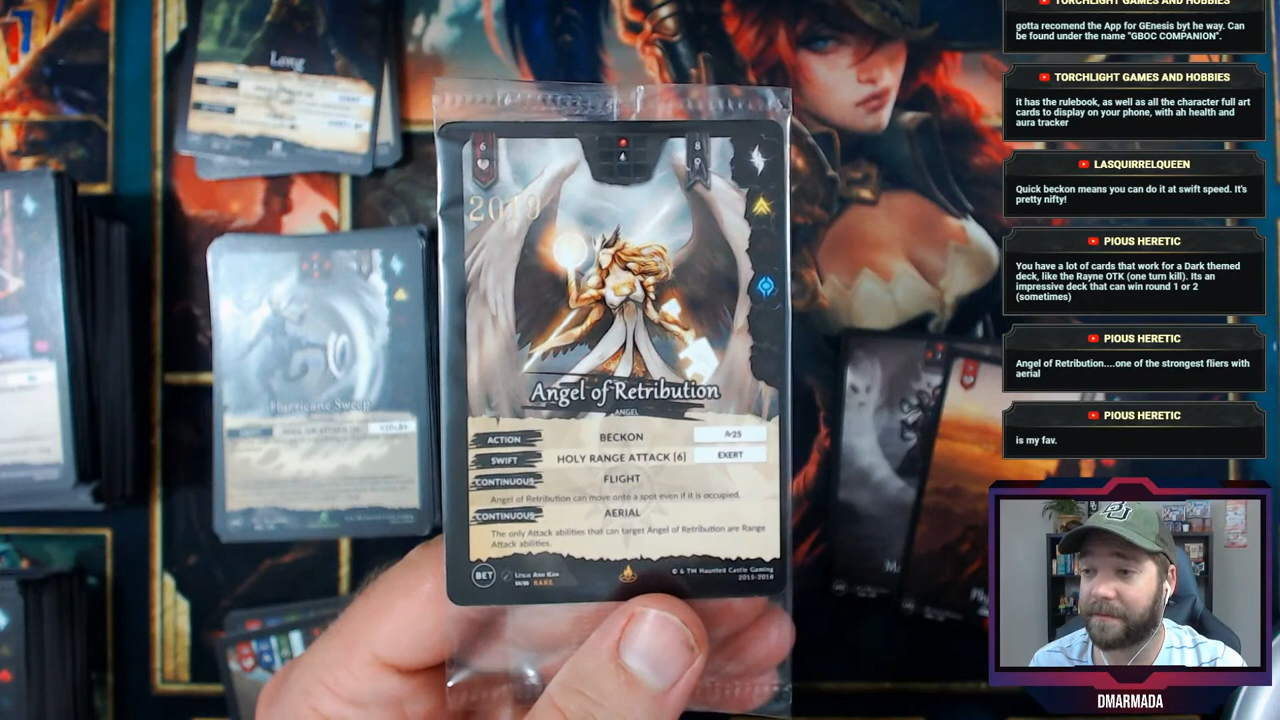 TORCHLIGHT GAMES AND HOBBIES
gotta recomend the App for GEnesis byt he way. Can
be found under the name "GBOC COMPANION".
TORCHLIGHT GAMES AND HOBBIES
it has the rulebook, as well as all the character full art
cards to display on your phone, with ah health and
aura tracker
LASQUIRRELQUEEN
Quick beckon means you can do it at swift speed. It's
pretty nifty!
PIOUS HERETIC
You have a lot of cards that work for a Dark themed
deck, like the Rayne OTK (one turn kill). Its an
impressive deck that can win round 1 or 2
(sometimes)
PIOUS HERETIC
Angel of Retribution....one of the strongest fliers with
aerial
PIOUS HERETIC
is my fav.
DMARMADA
6
8
Angel of Retribution
ANGEL
ACTION BECKON A/25
SWIFT HOLY RANGE ATTACK [6] EXERT
CONTINUOUS FLIGHT
Angel of Retribution can move onto a spot even if it is occupied.
CONTINUOUS AERIAL
The only Attack abilities that can target Angel of Retribution are Range
Attack abilities.
BET
RARE
© & TM Haunted Castle Gaming
Hurricane Sweep